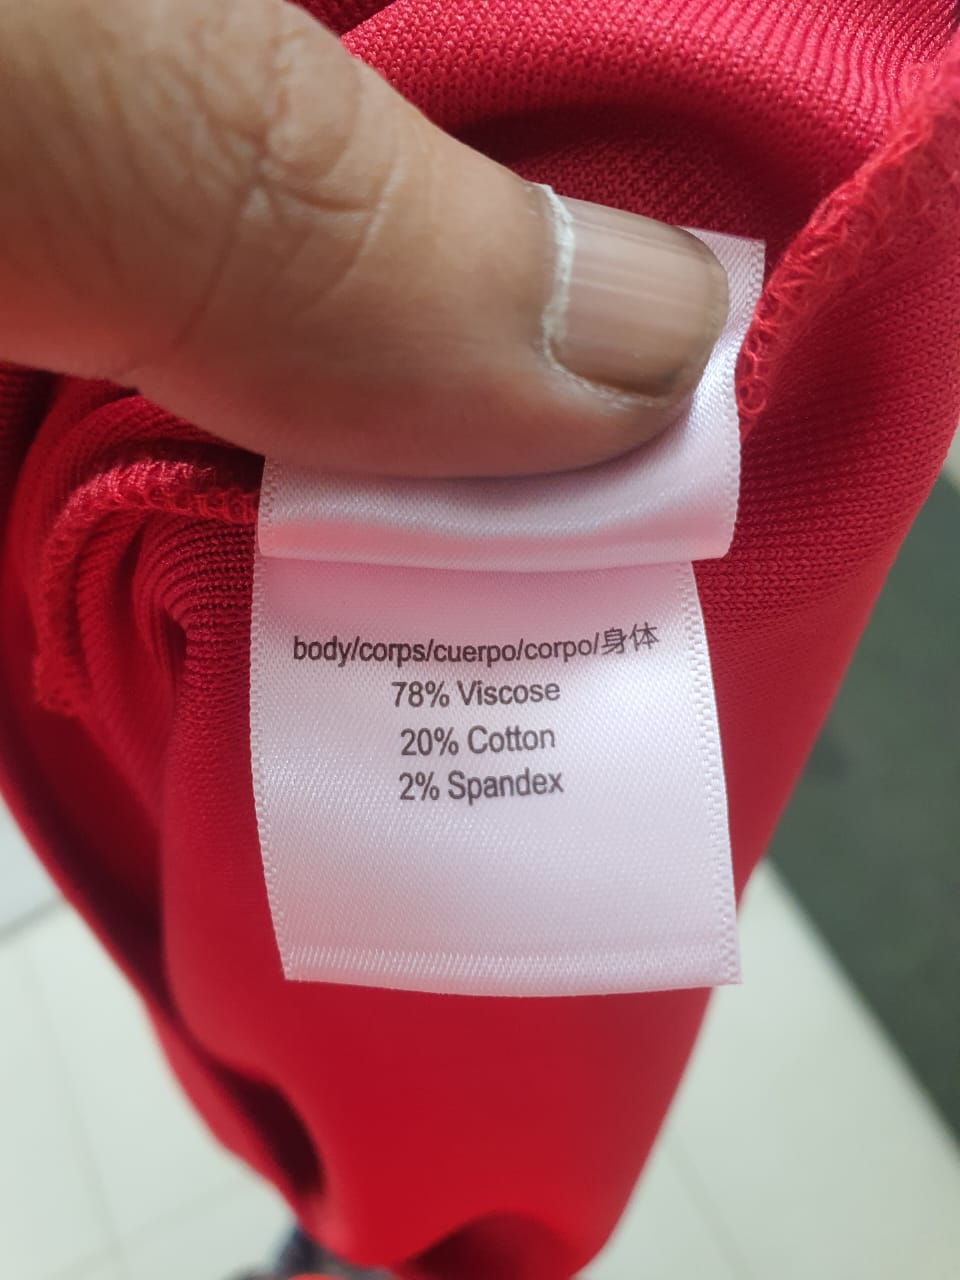 body/corps/cuerpo/corpo/身体
78% Viscose
20% Cotton
2% Spandex